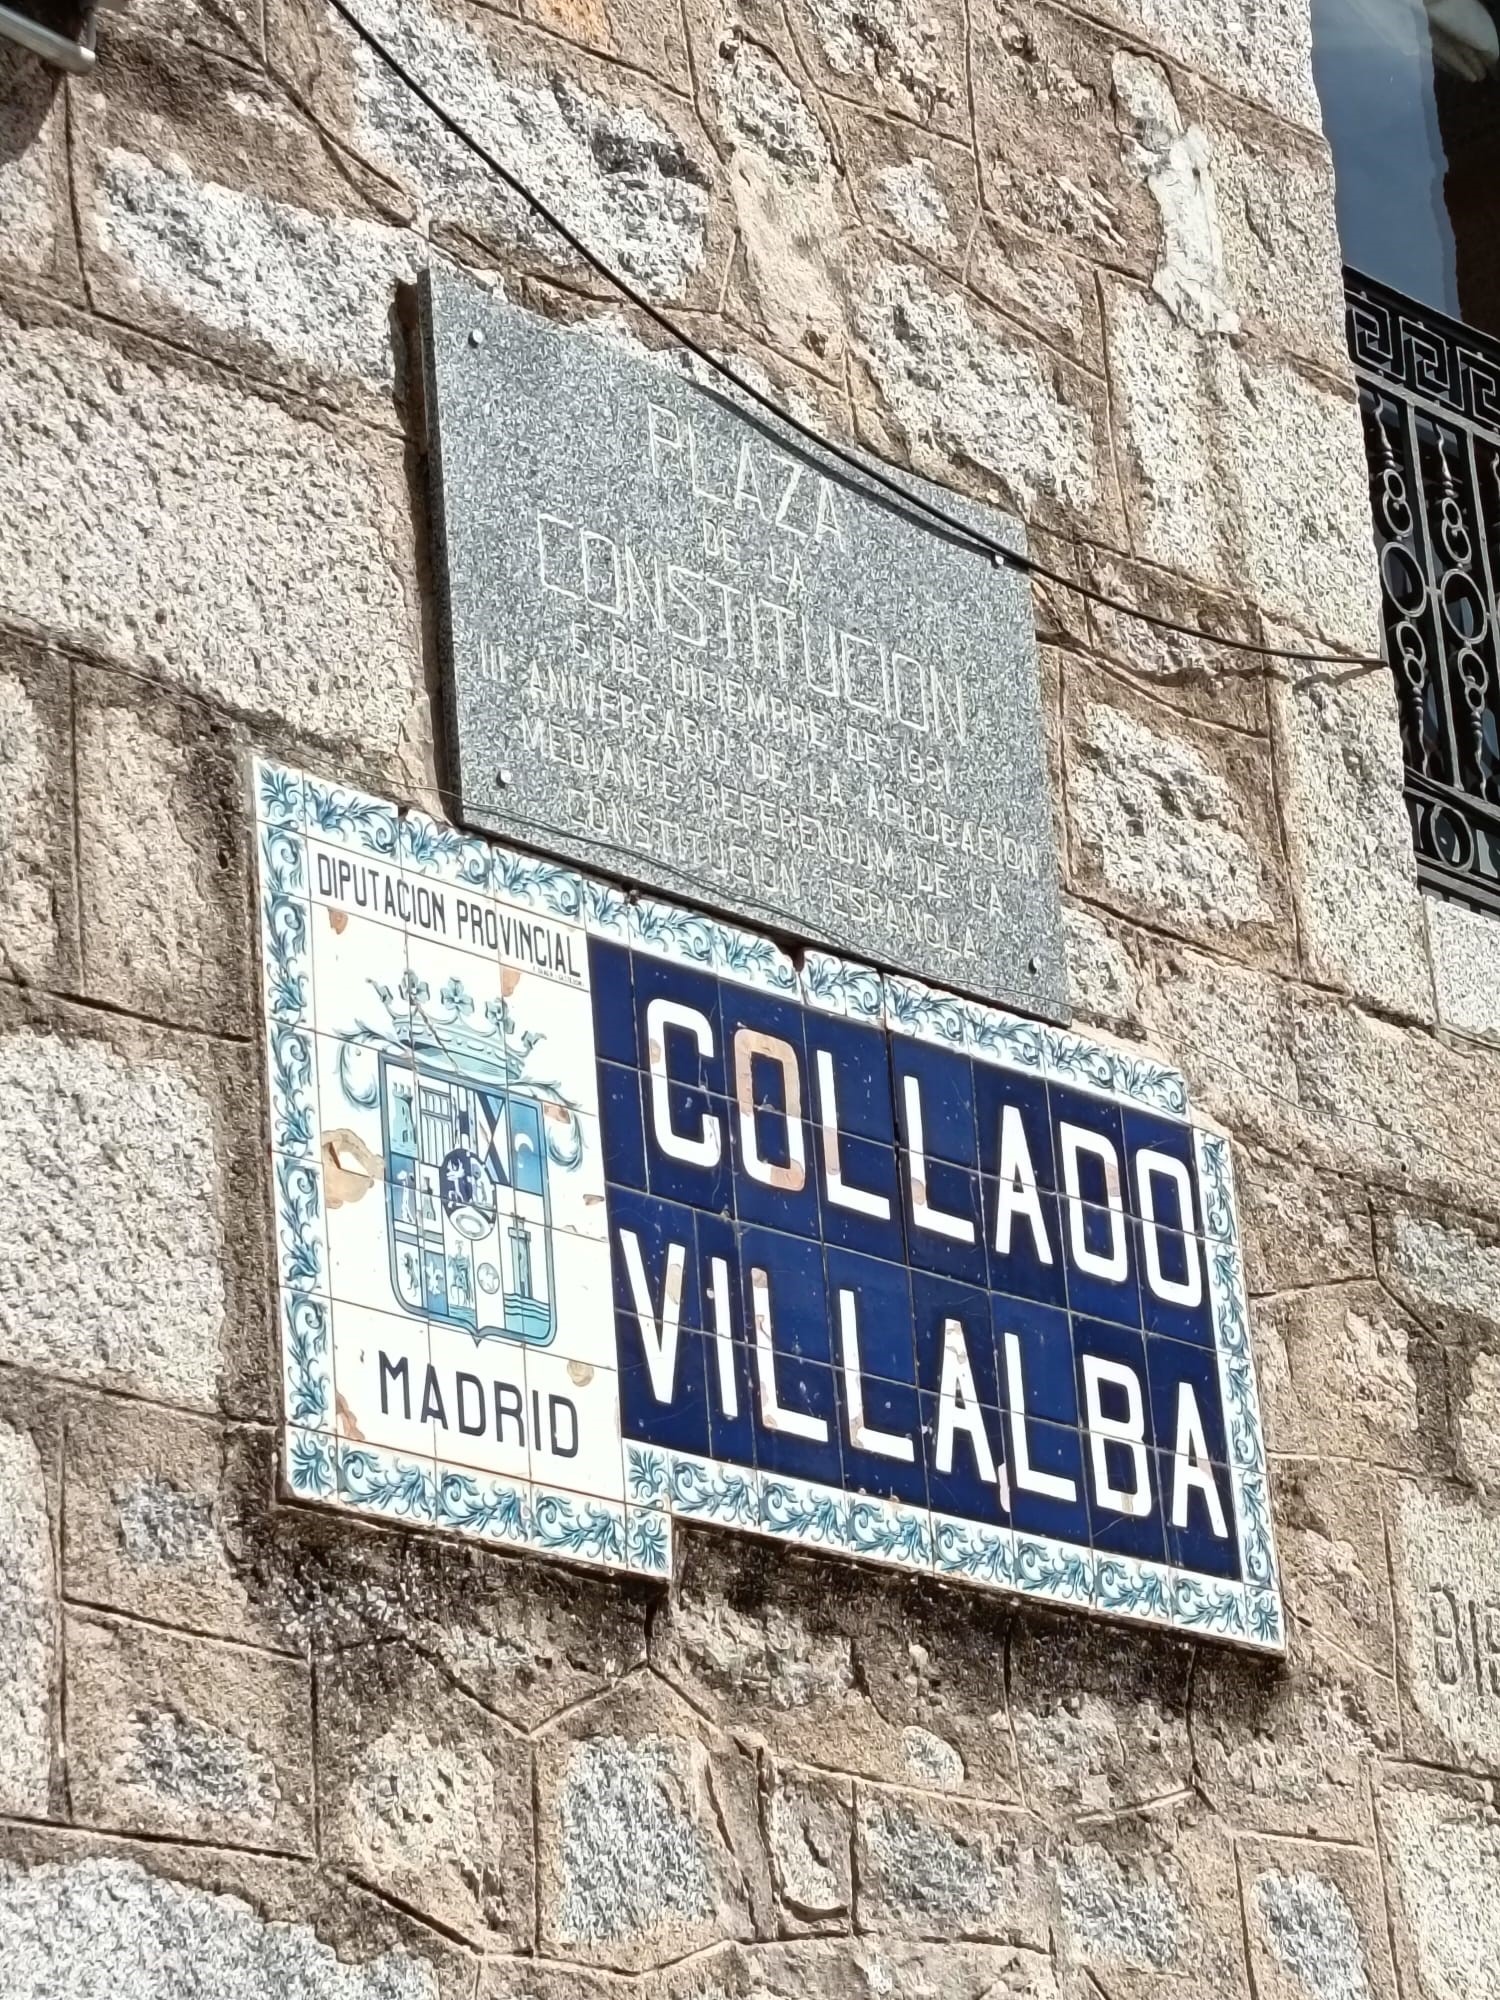 PLAZA
DE LA
CONSTITUCION
6 DE DICIEMBRE DE 1981
III ANIVERSARIO DE LA APROBACION
MEDIANTE REFERENDUM DE LA
CONSTITUCION ESPAÑOLA
DIPUTACION PROVINCIAL
MADRID
COLLADO
VILLALBA